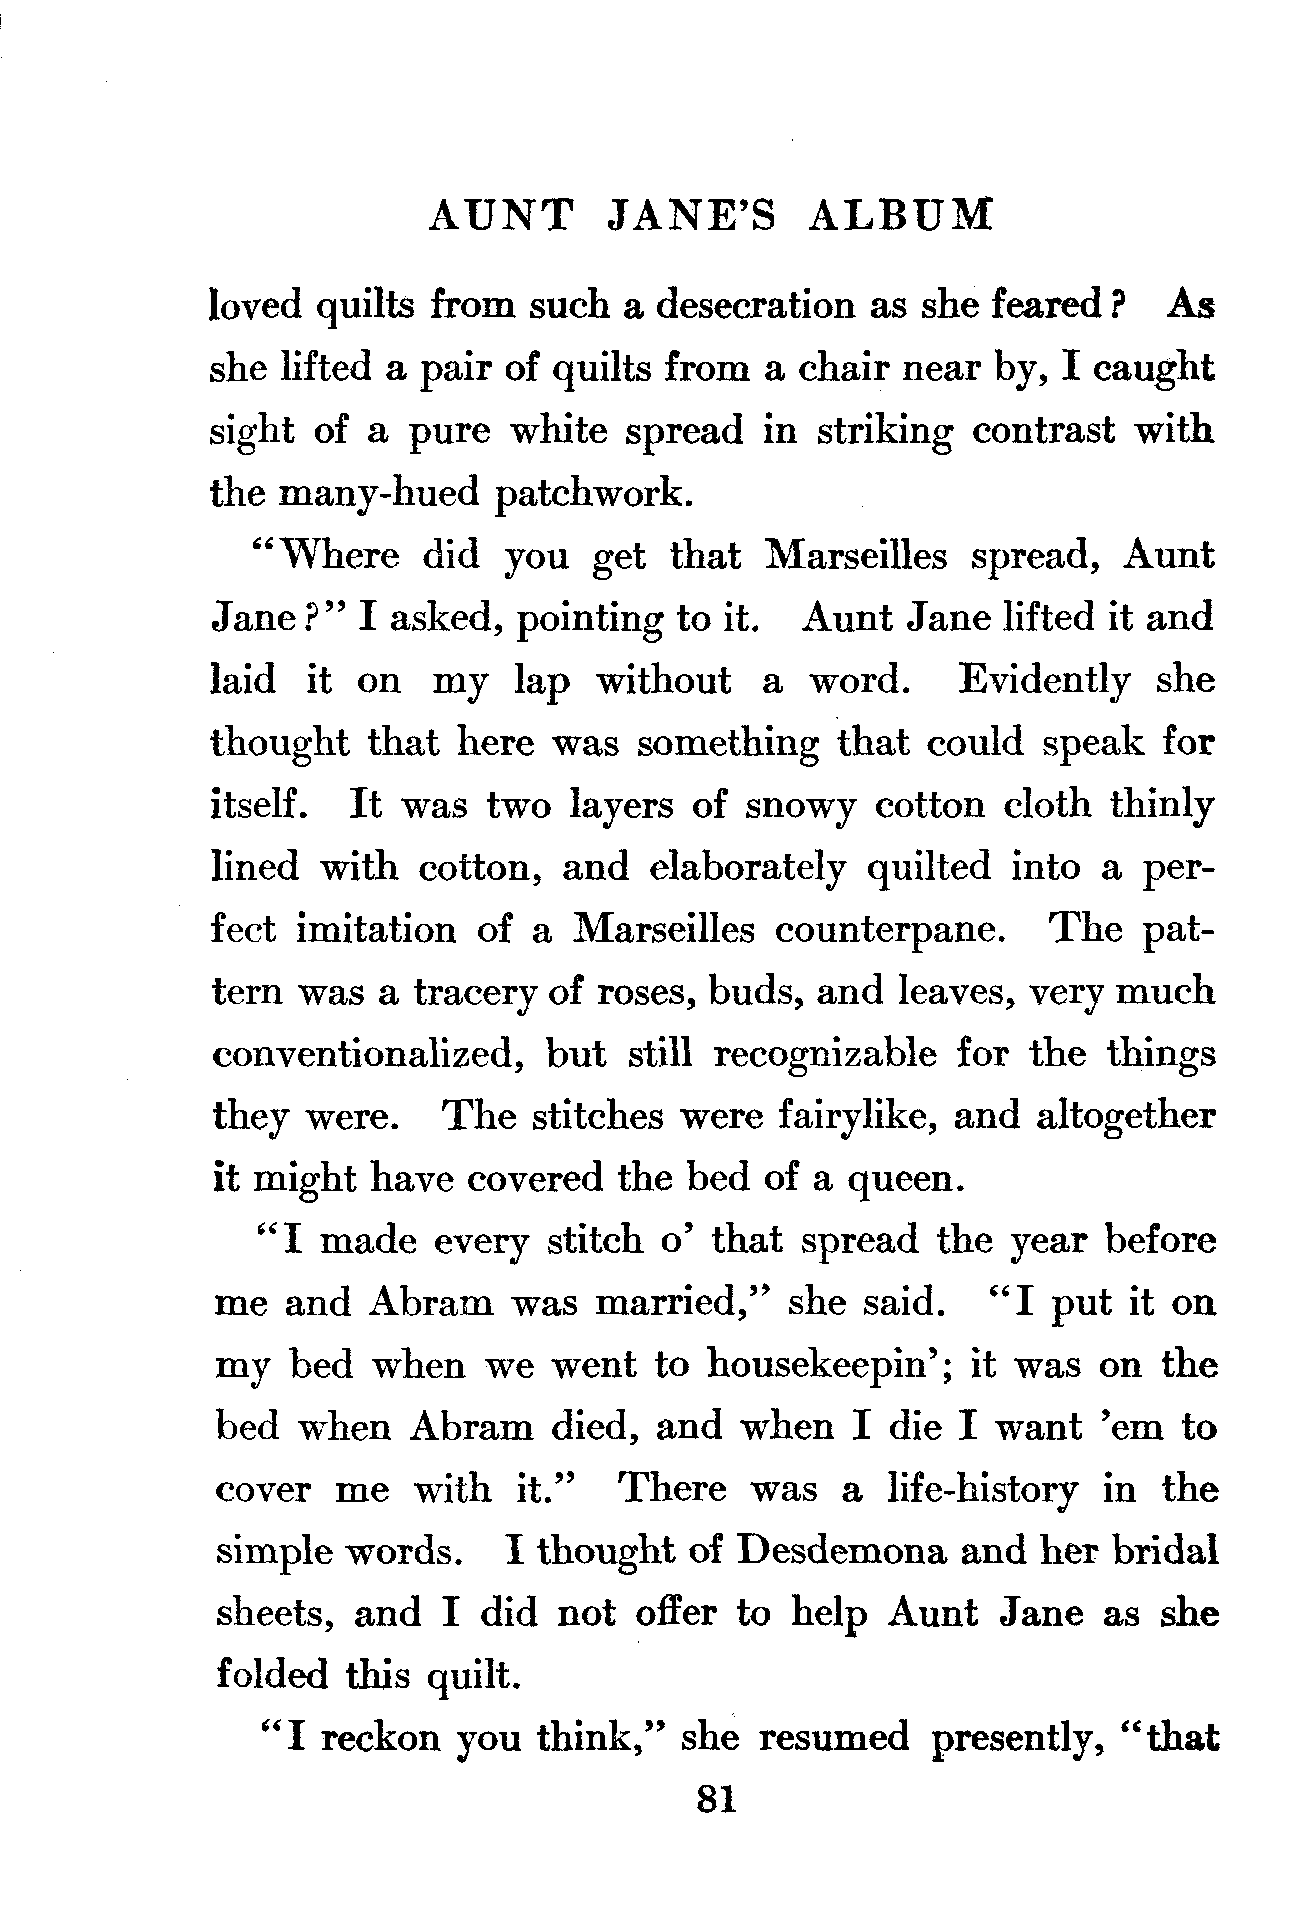 AUNT JANE'S ALBUM
loved quilts from such a desecration as she feared? As
she lifted a pair of quilts from a chair near by, I caught
sight of a pure white spread in striking contrast with
the many-hued patchwork.
"Where did you get that Marseilles spread, Aunt
Jane?" I asked, pointing to it. Aunt Jane lifted it and
laid it on my lap without a word. Evidently she
thought that here was something that could speak for
itself. It was two layers of snowy cotton cloth thinly
lined with cotton, and elaborately quilted into a per-
fect imitation of a Marseilles counterpane. The pat-
tern was a tracery of roses, buds, and leaves, very much
conventionalized, but still recognizable for the things
they were. The stitches were fairylike, and altogether
it might have covered the bed of a queen.
"I made every stitch o' that spread the year before
me and Abram was married," she said. "I put it on
my bed when we went to housekeepin'; it was on the
bed when Abram died, and when I die I want 'em to
cover me with it." There was a life-history in the
simple words. I thought of Desdemona and her bridal
sheets, and I did not offer to help Aunt Jane as she
folded this quilt.
"I reckon you think," she resumed presently, "that
81